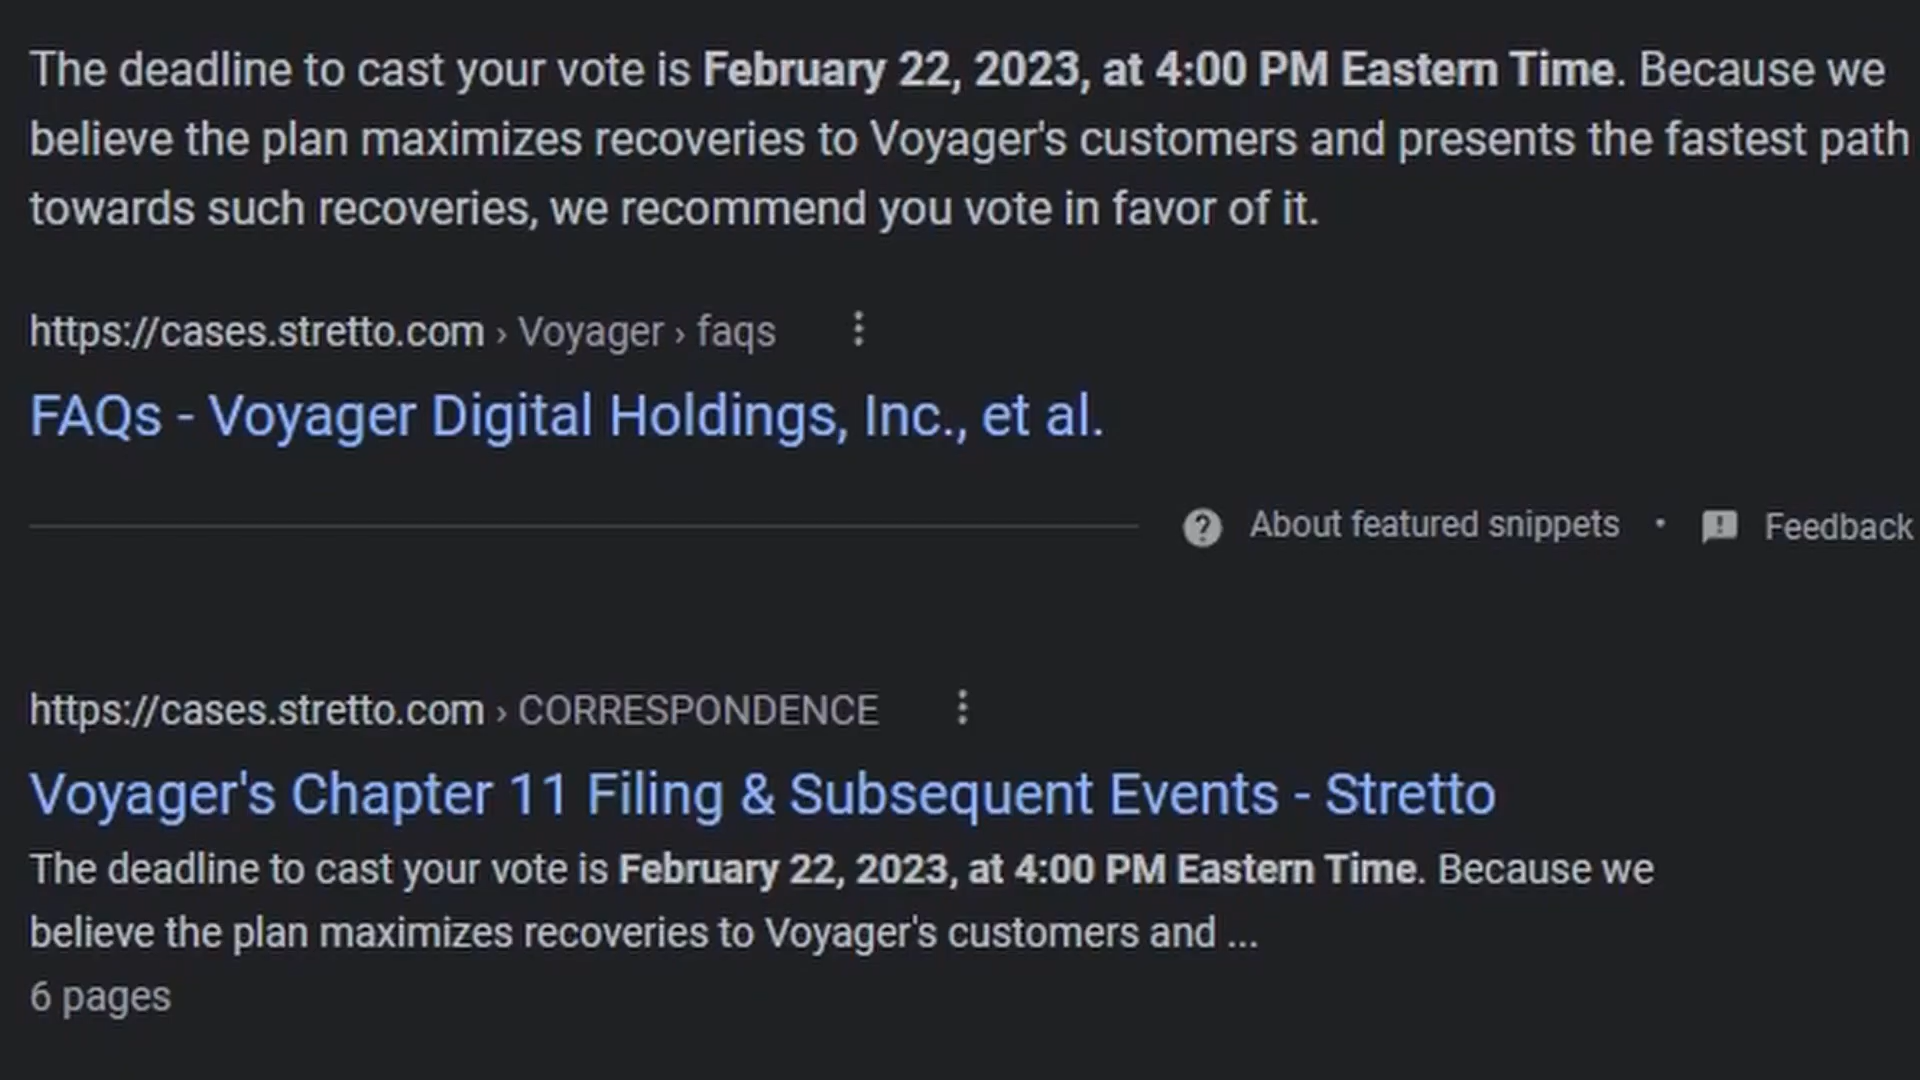 The deadline to cast your vote is February 22, 2023, at 4:00 PM Eastern Time. Because we
believe the plan maximizes recoveries to Voyager's customers and presents the fastest path
towards such recoveries, we recommend you vote in favor of it.
https://cases.stretto.com › Voyager › faqs
FAQs - Voyager Digital Holdings, Inc., et al.
About featured snippets • Feedback
https://cases.stretto.com › CORRESPONDENCE
Voyager's Chapter 11 Filing & Subsequent Events - Stretto
The deadline to cast your vote is February 22, 2023, at 4:00 PM Eastern Time. Because we
believe the plan maximizes recoveries to Voyager's customers and ...
6 pages